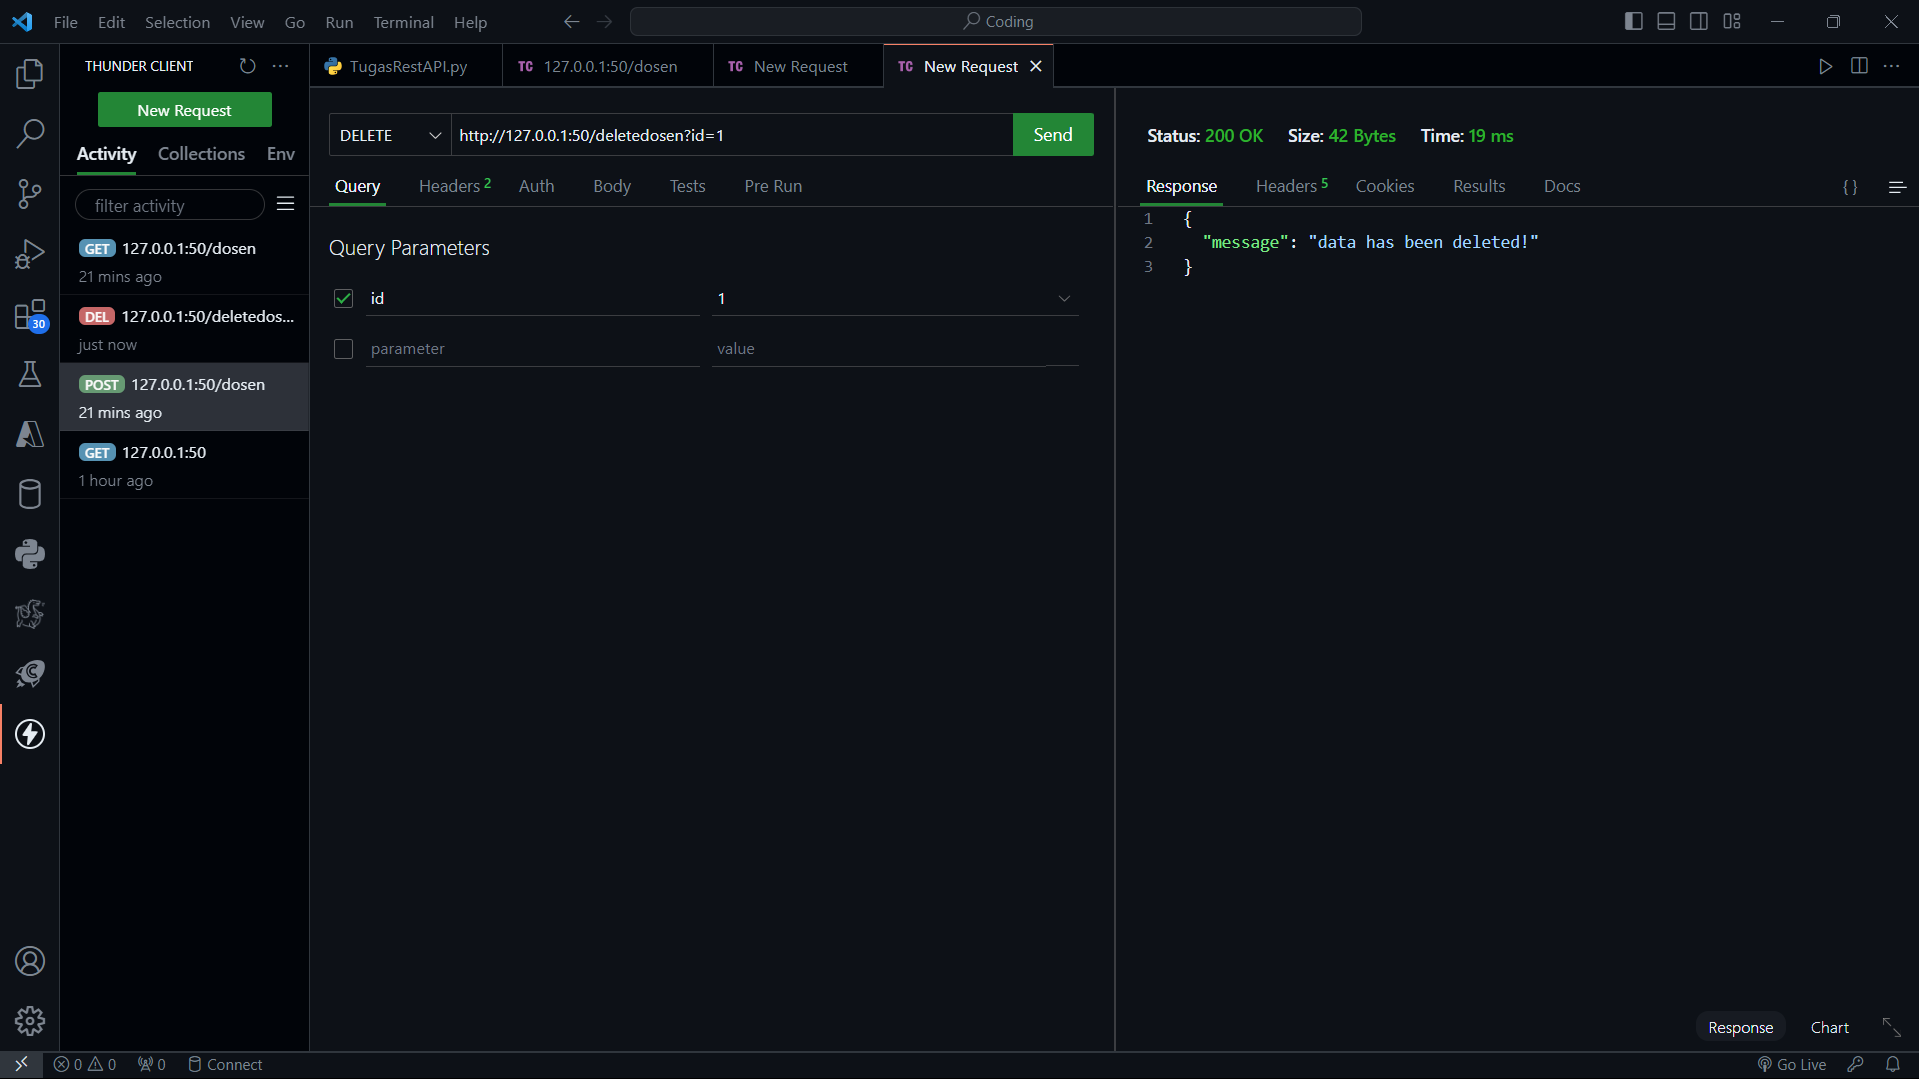 File Edit Selection View Go Run Terminal Help
Coding
THUNDER CLIENT
New Request
Activity Collections Env
filter activity
GET 127.0.0.1:50/dosen
21 mins ago
DEL 127.0.0.1:50/deletedos...
just now
POST 127.0.0.1:50/dosen
21 mins ago
GET 127.0.0.1:50
1 hour ago
30
TugasRestAPI.py
TC 127.0.0.1:50/dosen
TC New Request
TC New Request
DELETE http://127.0.0.1:50/deletedosen?id=1 Send
Query Headers 2 Auth Body Tests Pre Run
Query Parameters
id 1
parameter value
Status: 200 OK Size: 42 Bytes Time: 19 ms
Response Headers 5 Cookies Results Docs {}
1 {
2 "message": "data has been deleted!"
3 }
Response Chart
0 0 0 Connect Go Live